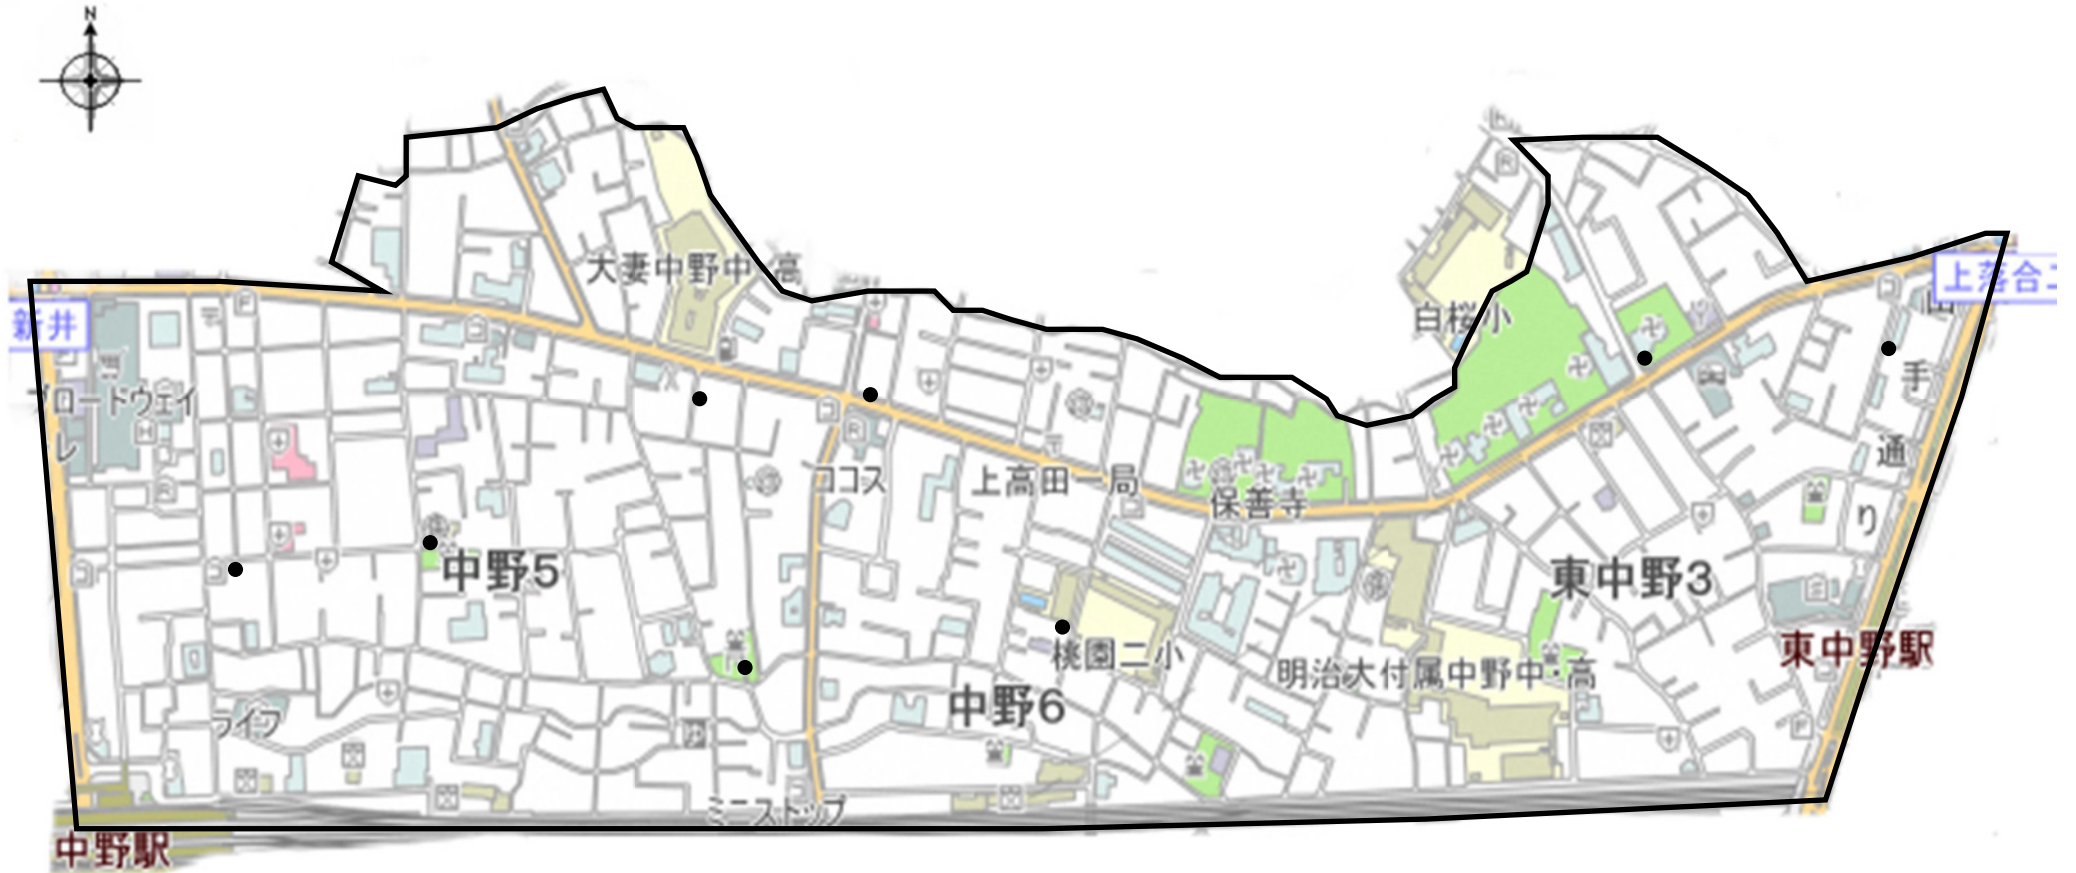 N
大妻中野中・高
上落合二
山
手
通
り
新井
白桜小
ブロードウェイ
レ
ココス
上高田一局
保善寺
中野5
東中野3
桃園二小
東中野駅
明治大付属中野中・高
中野6
ライフ
ミニストップ
中野駅